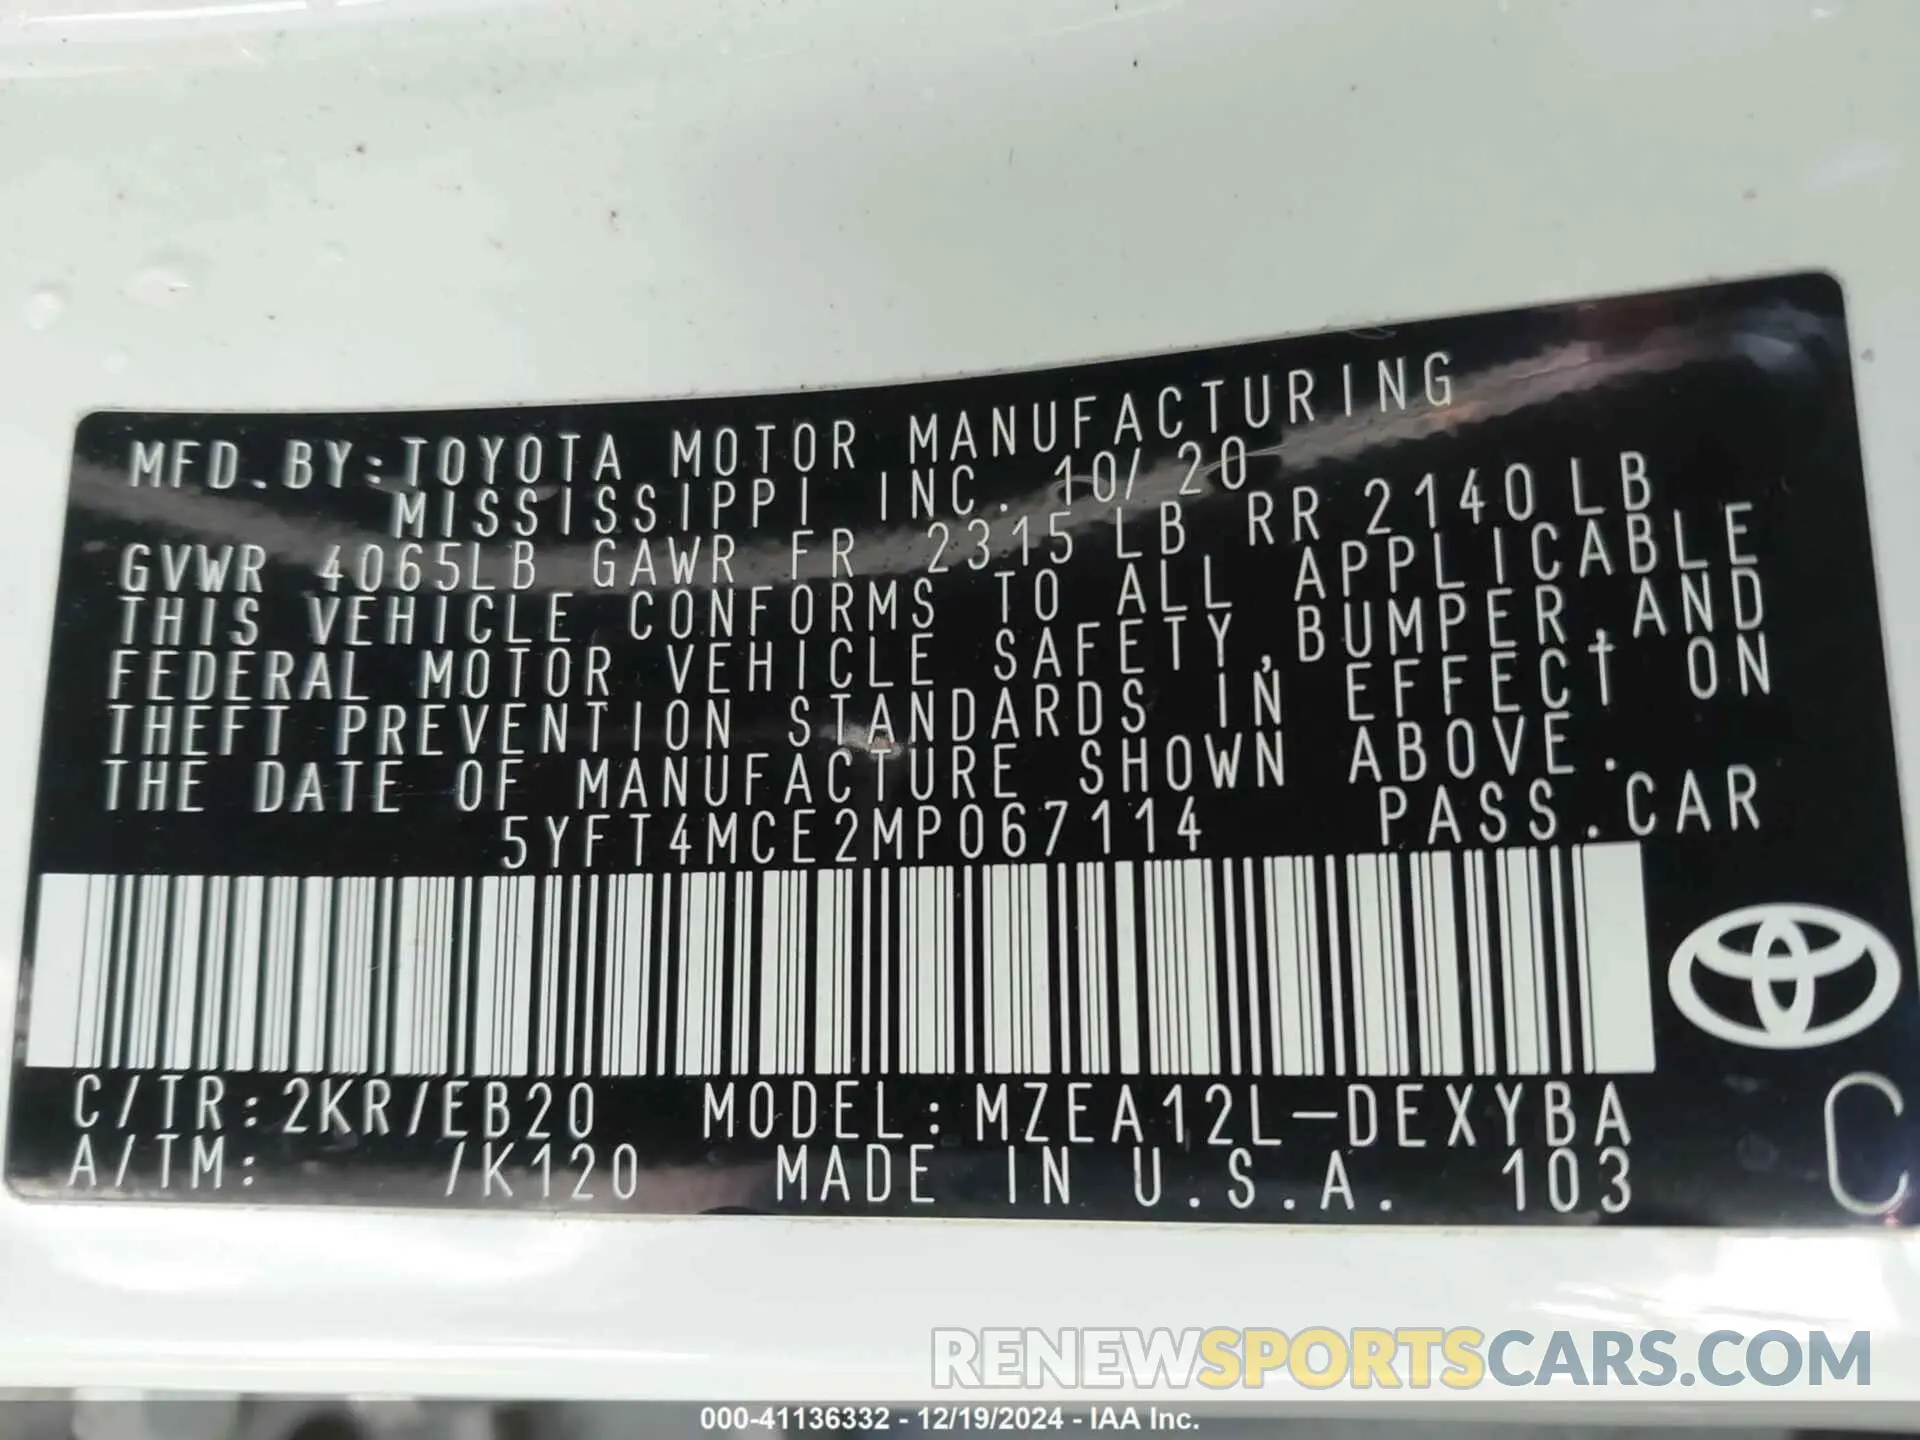 MFD.BY:TOYOTA MOTOR MANUFACTURING
MISSISSIPPI INC. 10/20
GVWR 4065LB GAWR FR 2315 LB RR 2140LB
THIS VEHICLE CONFORMS TO ALL APPLICABLE
FEDERAL MOTOR VEHICLE SAFETY,BUMPER,AND
THEFT PREVENTION STANDARDS IN EFFECT ON
THE DATE OF MANUFACTURE SHOWN ABOVE.
5YFT4MCE2MP067114 PASS.CAR
C/TR:2KR/EB20 MODEL:MZEA12L-DEXYBA
A/TM: /K120 MADE IN U.S.A. 103
C
RENEWSPORTSCARS.COM
000-41136332 - 12/19/2024 - IAA Inc.